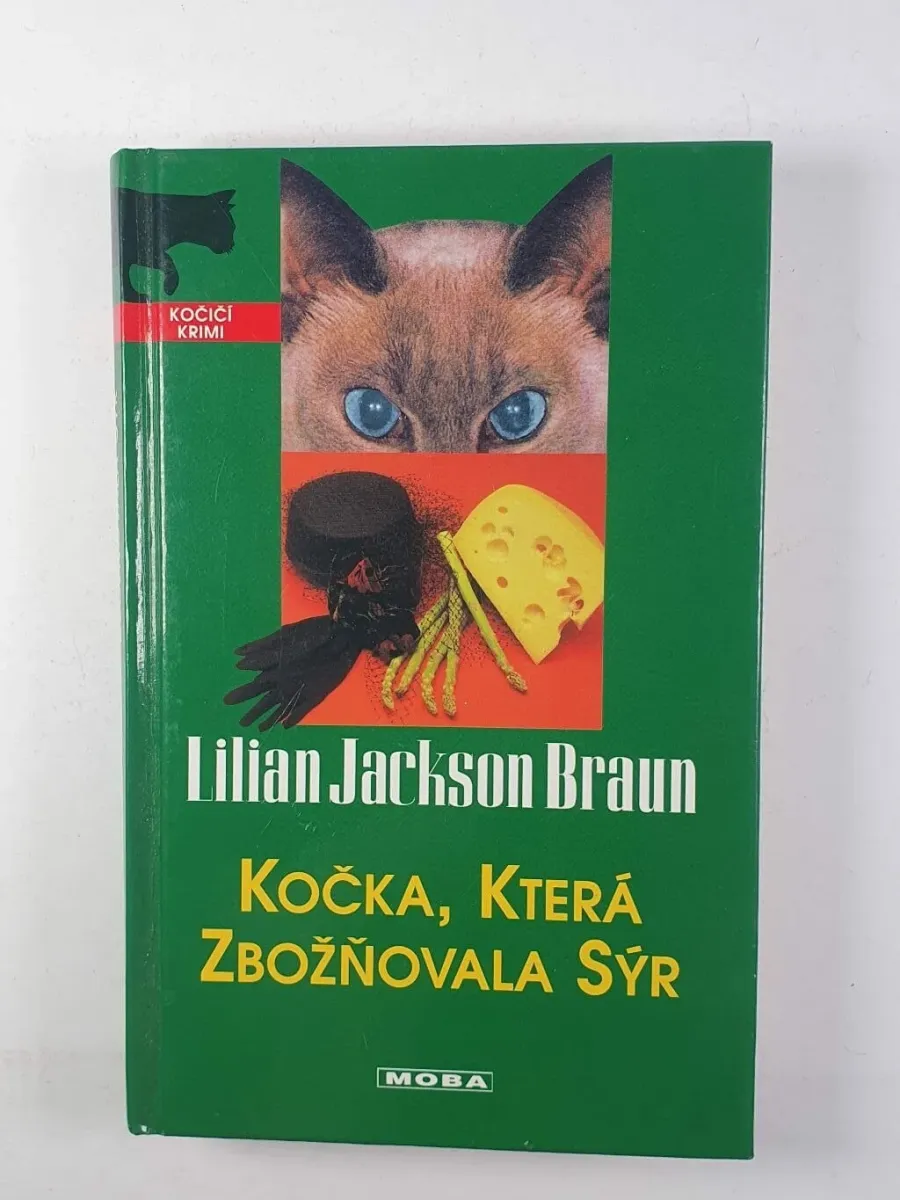 KOČIČÍ
KRIMI
Lilian Jackson Braun
KOČKA, KTERÁ
ZBOŽŇOVALA SÝR
MOBA